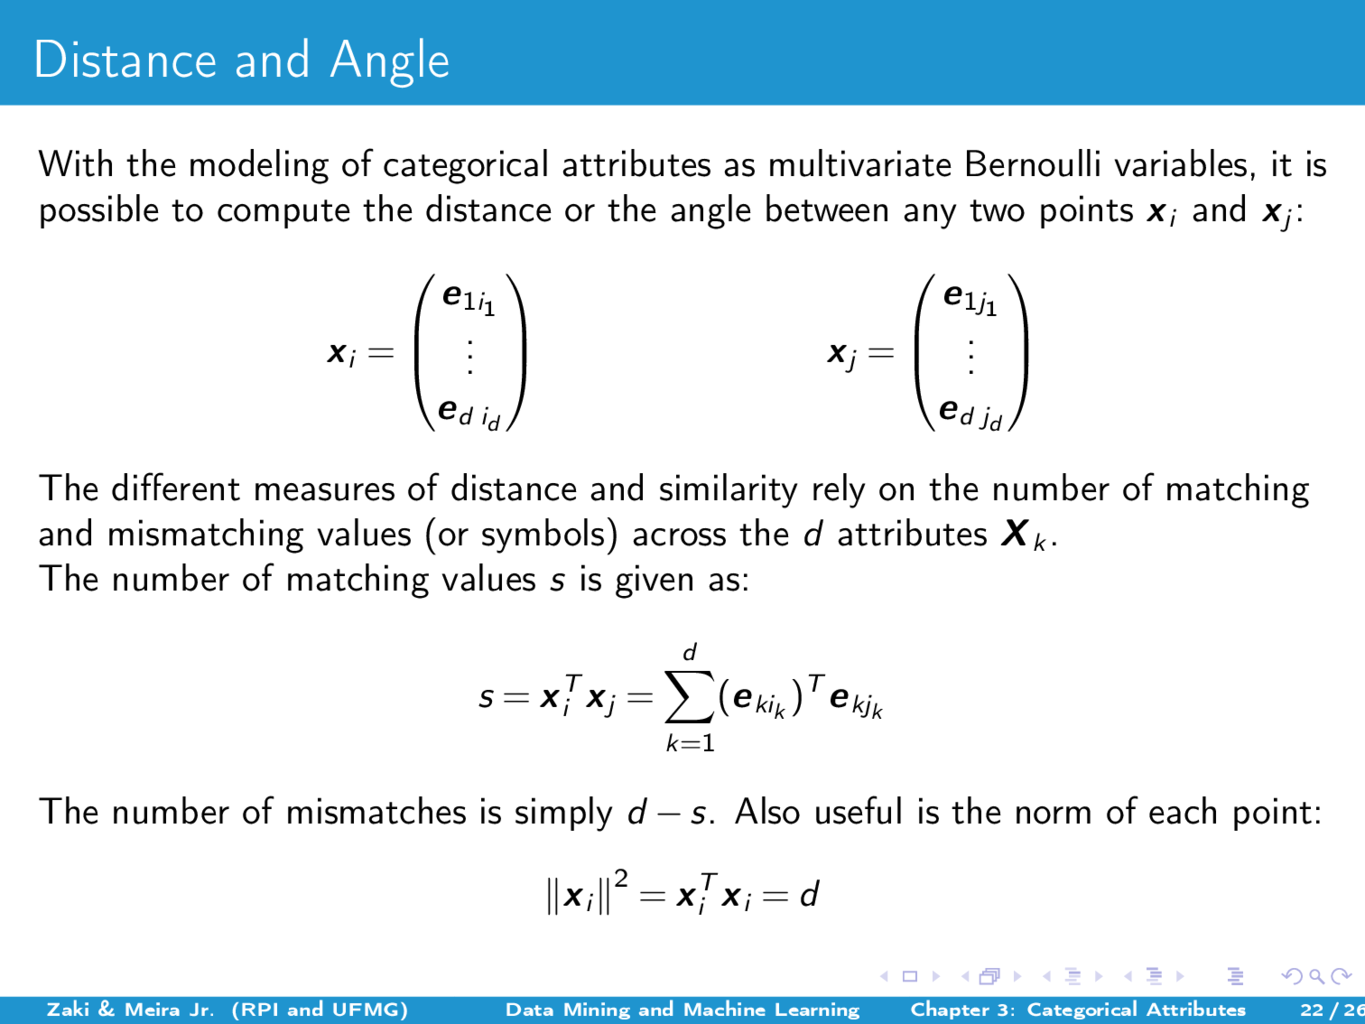 Distance and Angle
With the modeling of categorical attributes as multivariate Bernoulli variables, it is
possible to compute the distance or the angle between any two points x_i and x_j:
x_i = (e_{1i_1} ⋮ e_{d i_d})    x_j = (e_{1j_1} ⋮ e_{d j_d})
The different measures of distance and similarity rely on the number of matching
and mismatching values (or symbols) across the d attributes X_k.
The number of matching values s is given as:
s = x_i^T x_j = \sum_{k=1}^{d} (e_{ki_k})^T e_{kj_k}
The number of mismatches is simply d − s. Also useful is the norm of each point:
‖x_i‖^2 = x_i^T x_i = d
Zaki & Meira Jr. (RPI and UFMG)    Data Mining and Machine Learning    Chapter 3: Categorical Attributes    22 / 26